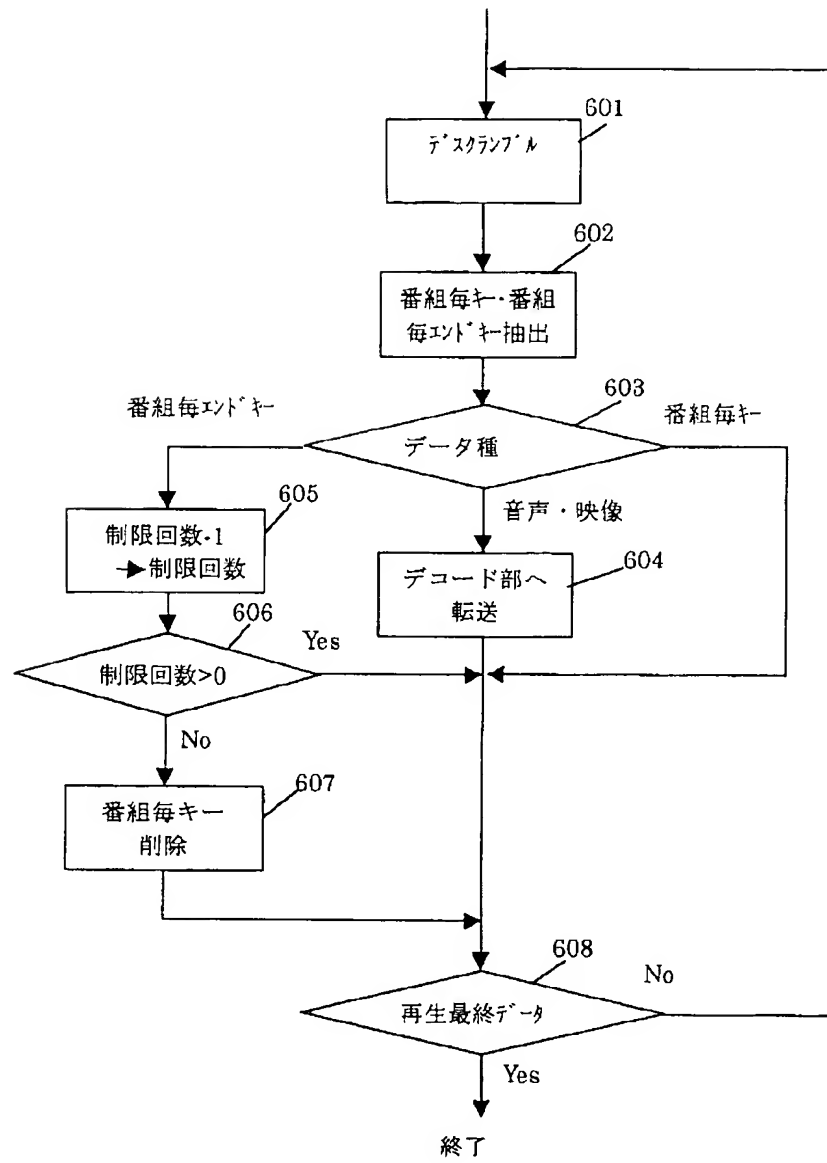 601
デスクランブル
602
番組毎キー・番組
毎エンドキー抽出
603
番組毎エンドキー
番組毎キー
データ種
605
音声・映像
制限回数-1
→制限回数
604
デコード部へ
転送
606
Yes
制限回数>0
No
607
番組毎キー
削除
608
No
再生最終データ
Yes
終了